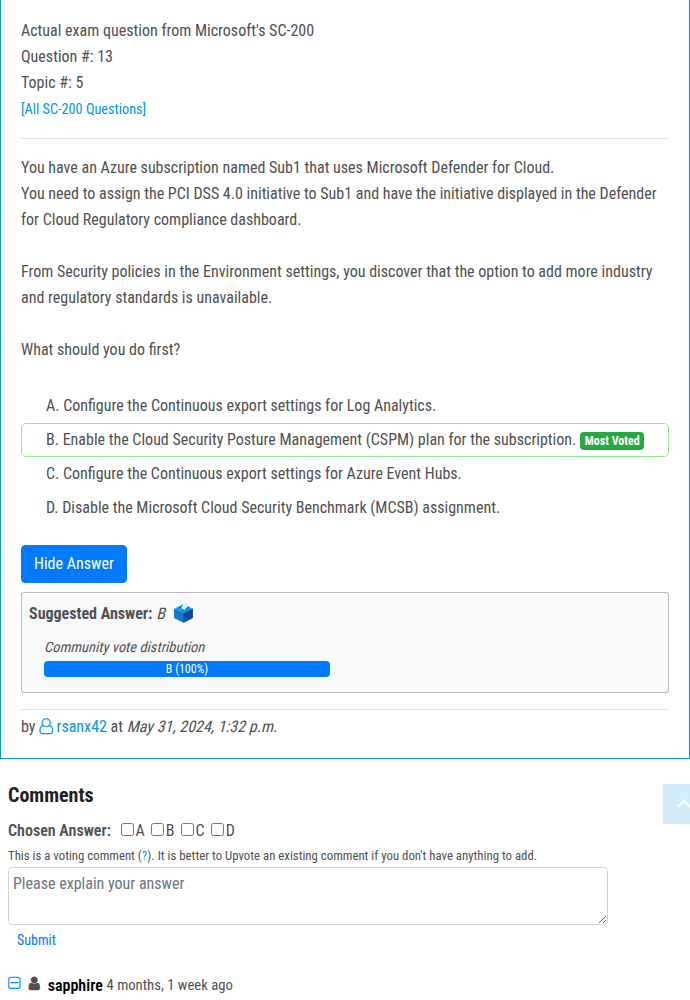 Actual exam question from Microsoft's SC-200
Question #: 13
Topic #: 5
[All SC-200 Questions]
You have an Azure subscription named Sub1 that uses Microsoft Defender for Cloud.
You need to assign the PCI DSS 4.0 initiative to Sub1 and have the initiative displayed in the Defender
for Cloud Regulatory compliance dashboard.
From Security policies in the Environment settings, you discover that the option to add more industry
and regulatory standards is unavailable.
What should you do first?
A. Configure the Continuous export settings for Log Analytics.
B. Enable the Cloud Security Posture Management (CSPM) plan for the subscription. Most Voted
C. Configure the Continuous export settings for Azure Event Hubs.
D. Disable the Microsoft Cloud Security Benchmark (MCSB) assignment.
Hide Answer
Suggested Answer: B
Community vote distribution
B (100%)
by rsanx42 at May 31, 2024, 1:32 p.m.
Comments
Chosen Answer: A B C D
This is a voting comment (?). It is better to Upvote an existing comment if you don't have anything to add.
Please explain your answer
Submit
sapphire 4 months, 1 week ago